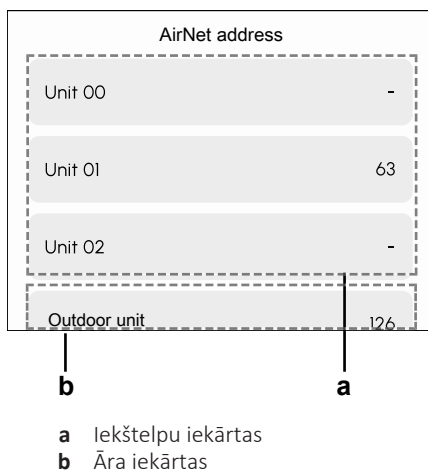 AirNet address
Unit 00 -
Unit 01 63
Unit 02 -
Outdoor unit 126
b a
a Iekštelpu iekārtas
b Āra iekārtas